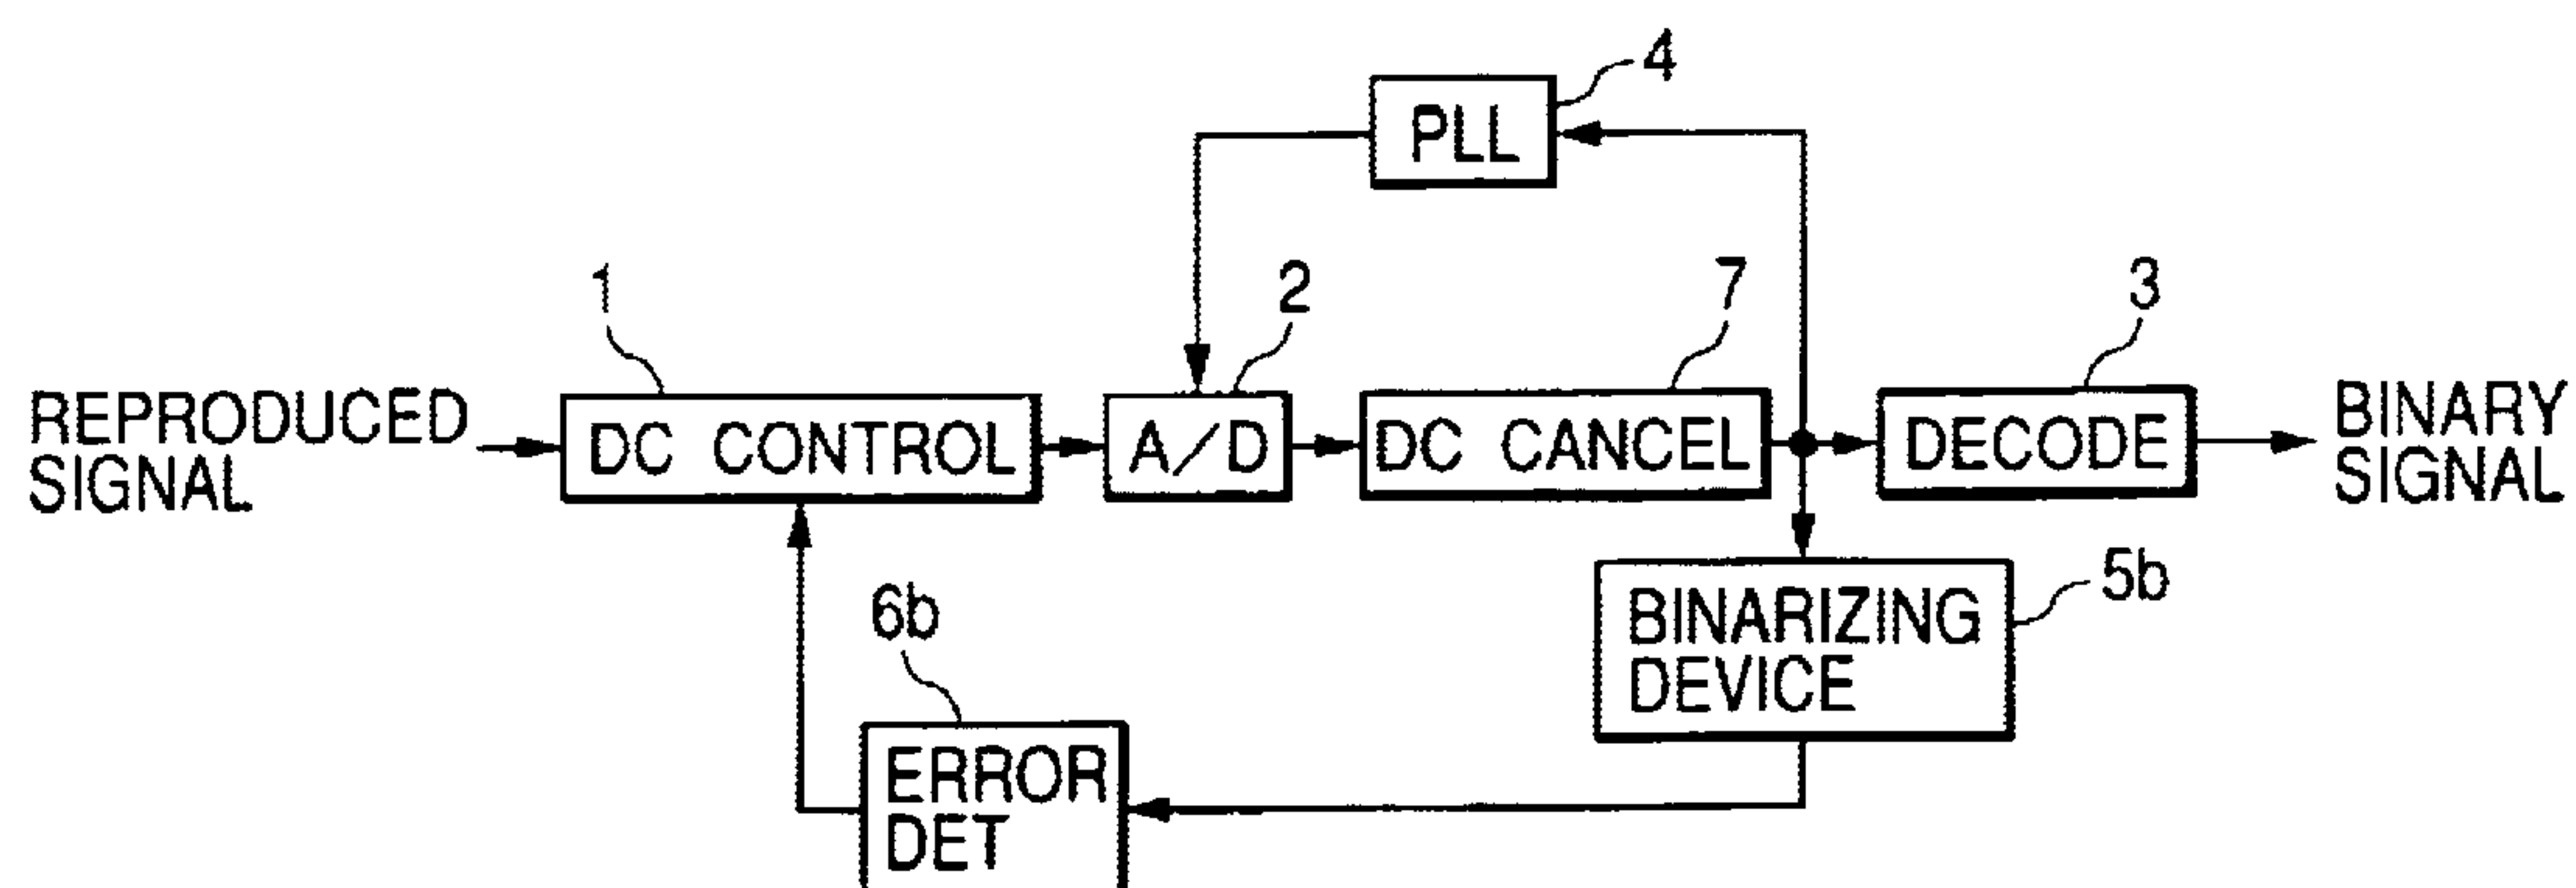 4
PLL
1
2
7
3
REPRODUCED
SIGNAL
DC CONTROL
A/D
DC CANCEL
DECODE
BINARY
SIGNAL
6b
5b
BINARIZING
DEVICE
ERROR
DET